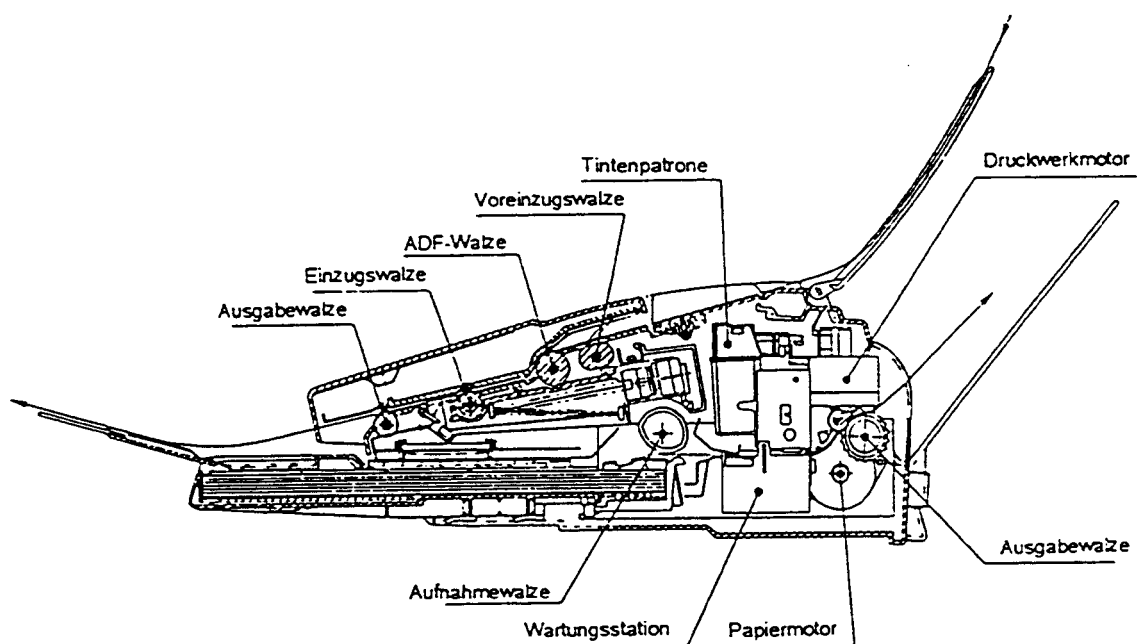 Tintenpatrone
Druckwerkmotor
Voreinzugswalze
ADF-Walze
Einzugswalze
Ausgabewalze
Ausgabewalze
Aufnahmewalze
Wartungsstation
Papiermotor